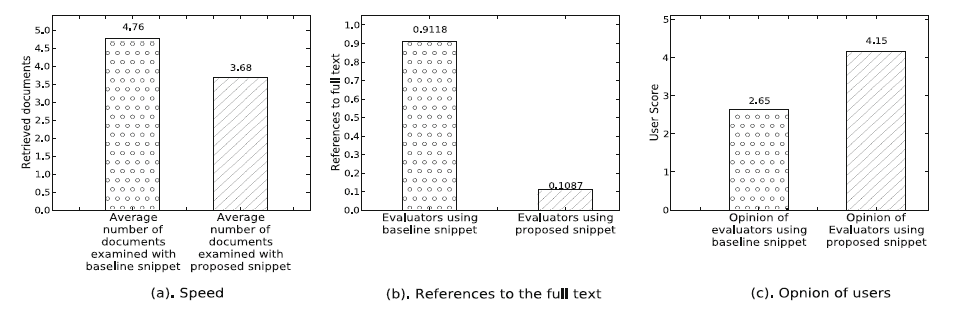 Retrieved documents
5.0
4.5
4.0
3.5
3.0
2.5
2.0
1.5
1.0
0.5
0.0
4.76
3.68
Average
number of
documents
examined with
baseline snippet
Average
number of
documents
examined with
proposed snippet
(a). Speed
References to full text
1.0
0.9
0.8
0.7
0.6
0.5
0.4
0.3
0.2
0.1
0.0
0.9118
0.1087
Evaluators using
baseline snippet
Evaluators using
proposed snippet
(b). References to the full text
User Score
5
4
3
2
1
0
2.65
4.15
Opinion of
evaluators using
baseline snippet
Opinion of
Evaluators using
proposed snippet
(c). Opnion of users